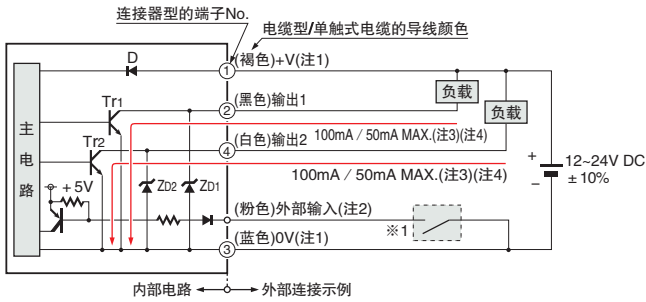 连接器型的端子No.
电缆型/单触式电缆的导线颜色
D
① (褐色)+V(注1)
负载
Tr1
② (黑色)输出1
负载
主电路
Tr2
④ (白色)输出2 100mA / 50mA MAX.(注3)(注4)
100mA / 50mA MAX.(注3)(注4)
+
−
12~24V DC
±10%
+5V
ZD2
ZD1
(粉色)外部输入(注2)
※1
③ (蓝色)0V(注1)
内部电路
外部连接示例